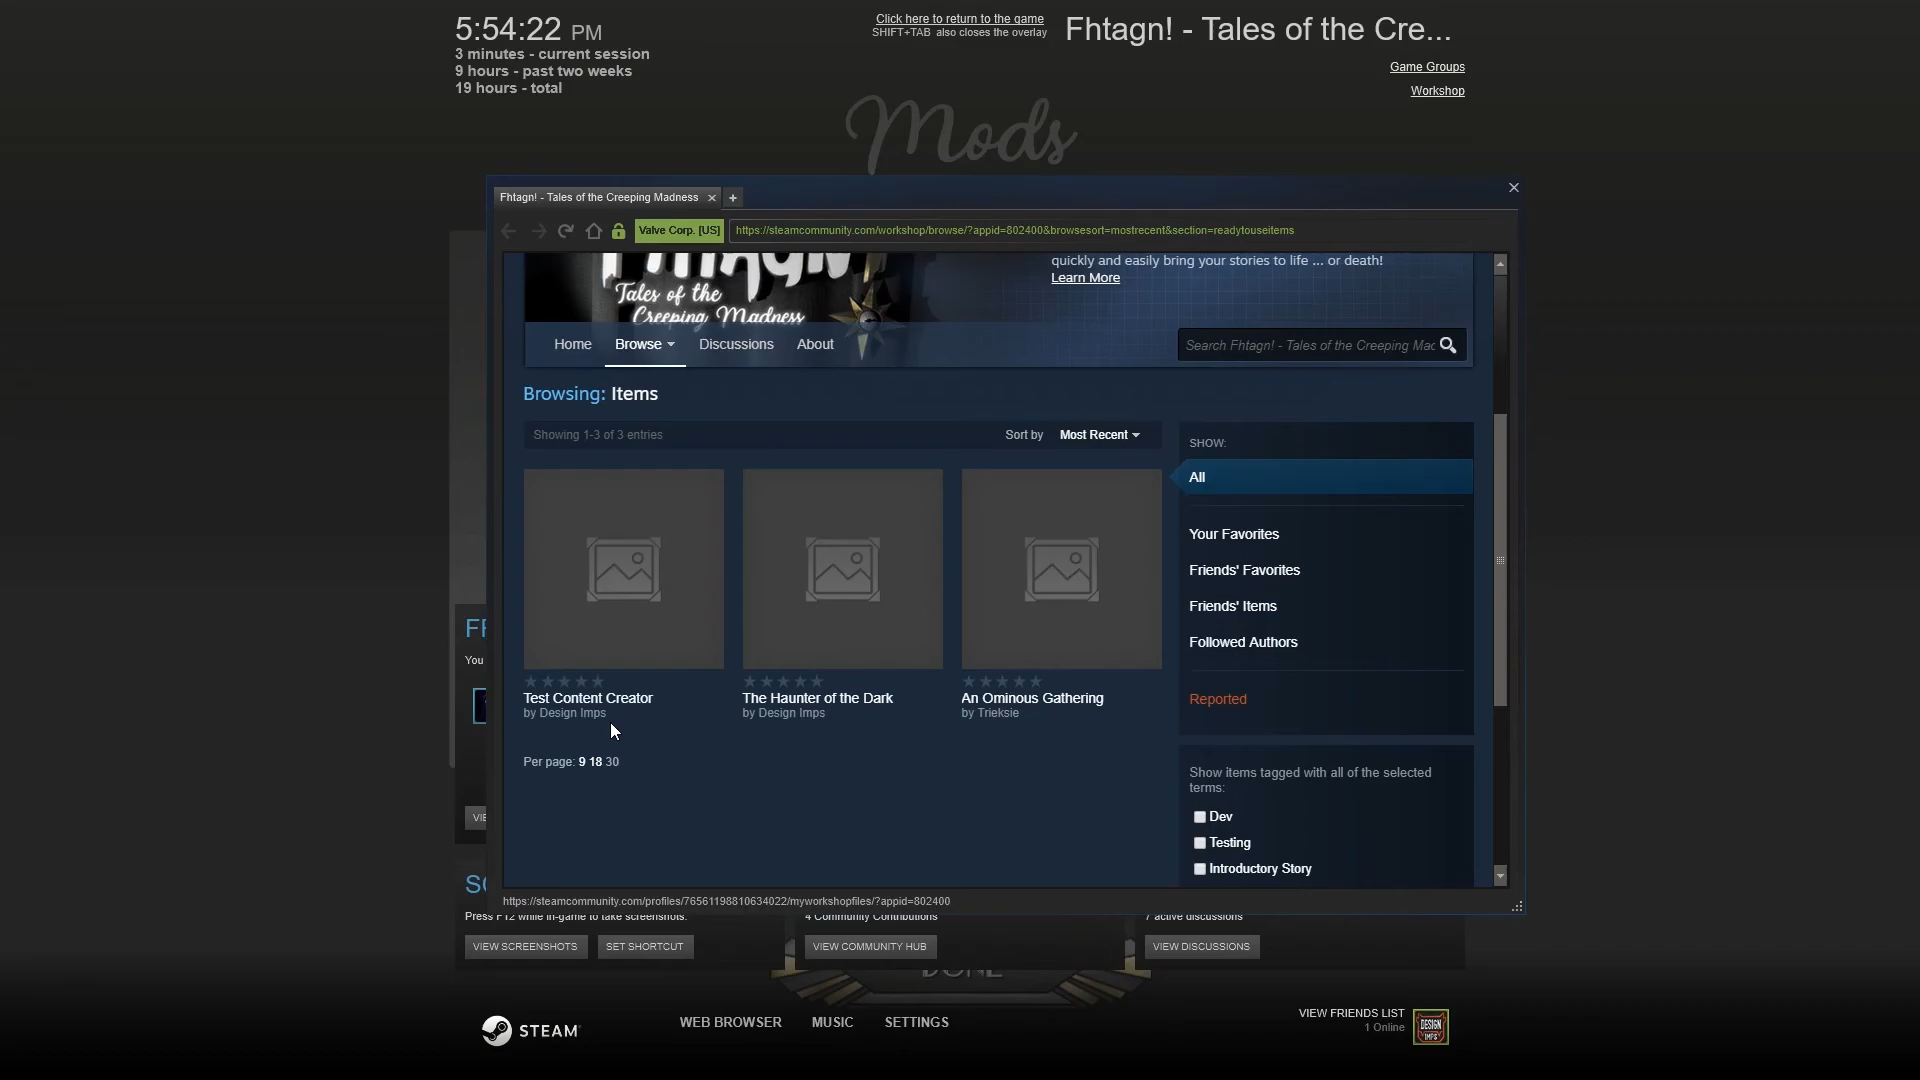 5:54:22 PM
3 minutes - current session
9 hours - past two weeks
19 hours - total
Click here to return to the game
SHIFT+TAB also closes the overlay
Fhtagn! - Tales of the Cre...
Game Groups
Workshop
Mods
Fhtagn! - Tales of the Creeping Madness
Valve Corp. [US]
https://steamcommunity.com/workshop/browse/?appid=802400&browsesort=mostrecent&section=readytouseitems
quickly and easily bring your stories to life ... or death!
Learn More
Tales of the
Creeping Madness
Home Browse Discussions About
Search Fhtagn! - Tales of the Creeping Mad
Browsing: Items
Showing 1-3 of 3 entries
Sort by Most Recent
SHOW:
All
Your Favorites
Friends' Favorites
Friends' Items
Followed Authors
Reported
Test Content Creator
by Design Imps
The Haunter of the Dark
by Design Imps
An Ominous Gathering
by Trieksie
Per page: 9 18 30
Show items tagged with all of the selected
terms:
Dev
Testing
Introductory Story
You
https://steamcommunity.com/profiles/76561198810634022/myworkshopfiles/?appid=802400
Press F12 while in-game to take screenshots.
4 Community Contributions
7 active discussions
VIEW SCREENSHOTS
SET SHORTCUT
VIEW COMMUNITY HUB
VIEW DISCUSSIONS
DONE
STEAM
WEB BROWSER MUSIC SETTINGS
VIEW FRIENDS LIST
1 Online
DESIGN
IMPS